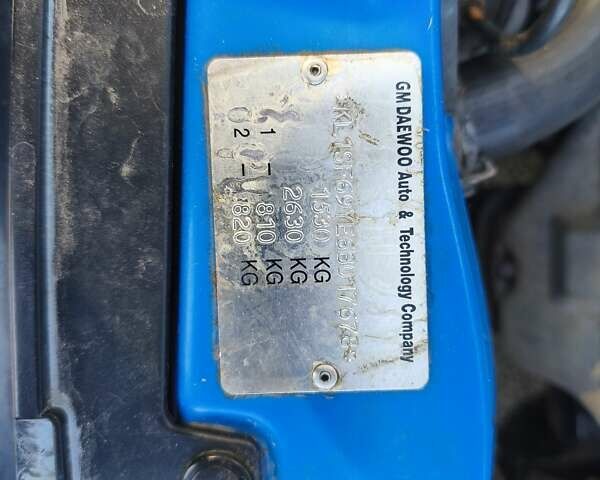 GM DAEWOO Auto & Technology Company
1530 KG
2630 KG
1 810 KG
2 820 KG